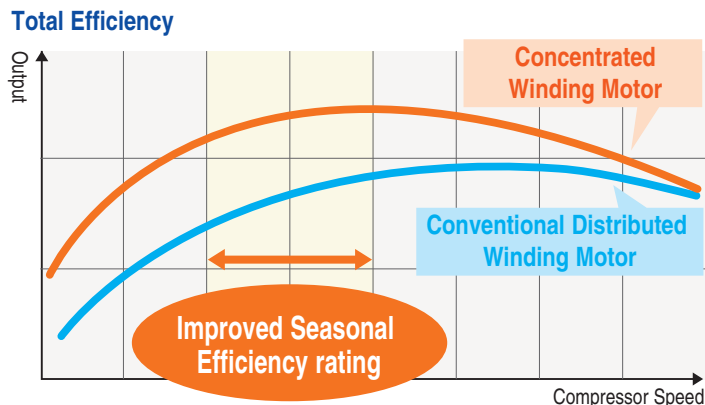 Total Efficiency
Output
Concentrated
Winding Motor
Conventional Distributed
Winding Motor
Improved Seasonal
Efficiency rating
Compressor Speed